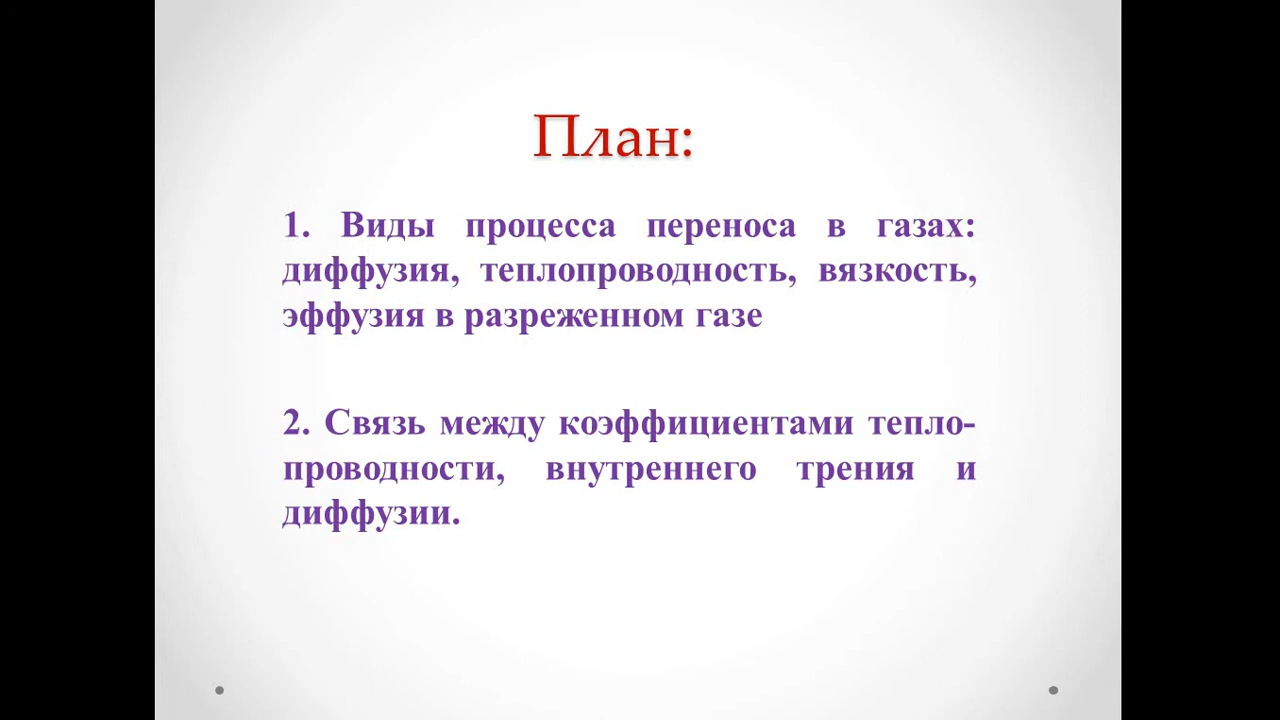 План:
1. Виды процесса переноса в газах:
диффузия, теплопроводность, вязкость,
эффузия в разреженном газе
2. Связь между коэффициентами тепло-
проводности, внутреннего трения и
диффузии.